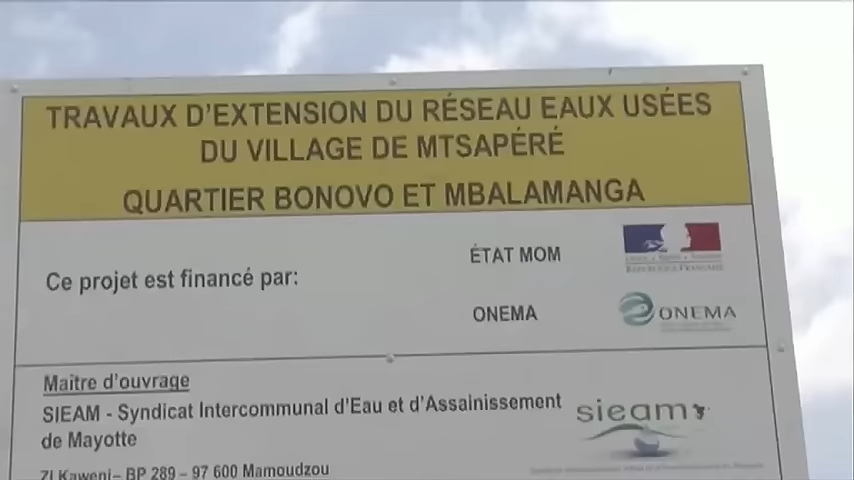 TRAVAUX D'EXTENSION DU RÉSEAU EAUX USÉES
DU VILLAGE DE MTSAPÉRÉ
QUARTIER BONOVO ET MBALAMANGA
Ce projet est financé par:
ÉTAT MOM
RÉPUBLIQUE FRANÇAISE
ONEMA
ONEMA
Maître d'ouvrage
SIEAM - Syndicat Intercommunal d'Eau et d'Assainissement
de Mayotte
sieam
ZI Kaweni– BP 289 – 97 600 Mamoudzou